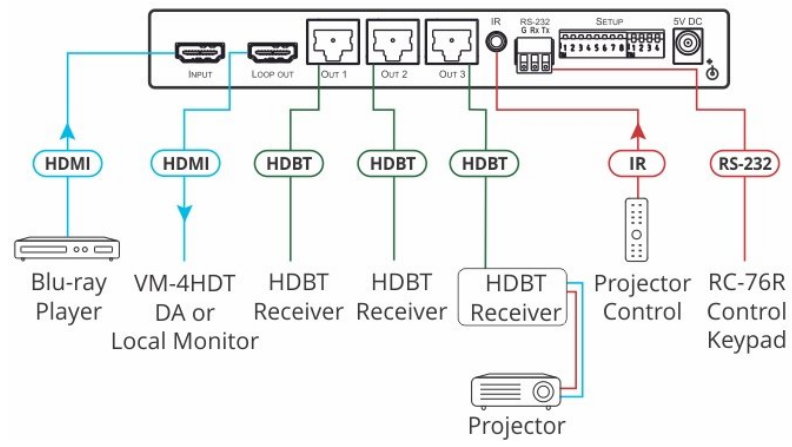 IR RS-232 SETUP 5V DC
G Rx Tx
1 2 3 4 5 6 7 8 1 2 3 4
INPUT LOOP OUT OUT 1 OUT 2 OUT 3
HDMI HDMI HDBT HDBT HDBT IR RS-232
Blu-ray
Player
VM-4HDT
DA or
Local Monitor
HDBT
Receiver
HDBT
Receiver
HDBT
Receiver
Projector
Control
RC-76R
Control
Keypad
Projector